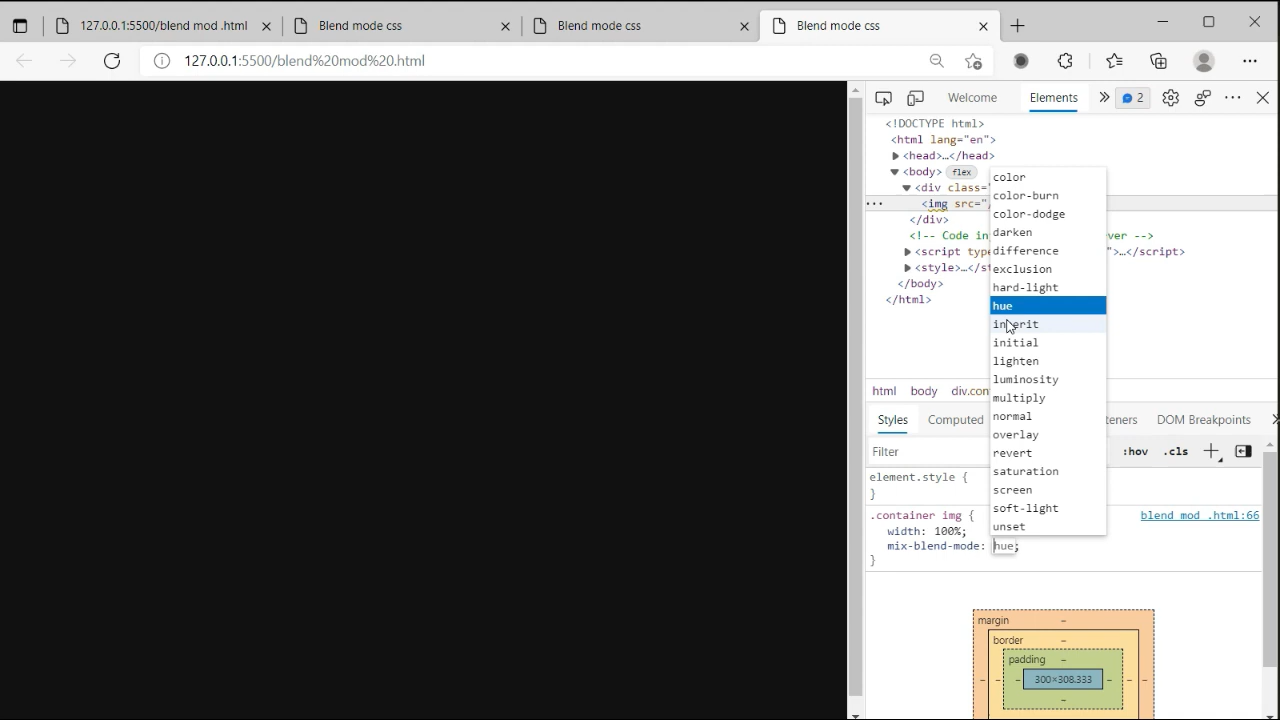 127.0.0.1:5500/blend mod .html
Blend mode css
Blend mode css
Blend mode css
127.0.0.1:5500/blend%20mod%20.html
Welcome
Elements
2
<!DOCTYPE html>
<html lang="en">
<head>…</head>
<body> flex
<div class="
<img src="
</div>
<!-- Code in ver -->
<script typ ">…</script>
<style>…</st
</body>
</html>
color
color-burn
color-dodge
darken
difference
exclusion
hard-light
hue
inherit
initial
lighten
luminosity
multiply
normal
overlay
revert
saturation
screen
soft-light
unset
html body div.con
Styles Computed teners DOM Breakpoints
Filter :hov .cls
element.style {
}
.container img { blend mod .html:66
width: 100%;
mix-blend-mode: hue;
}
margin –
border –
padding –
– – – 300×308.333 – – –
–